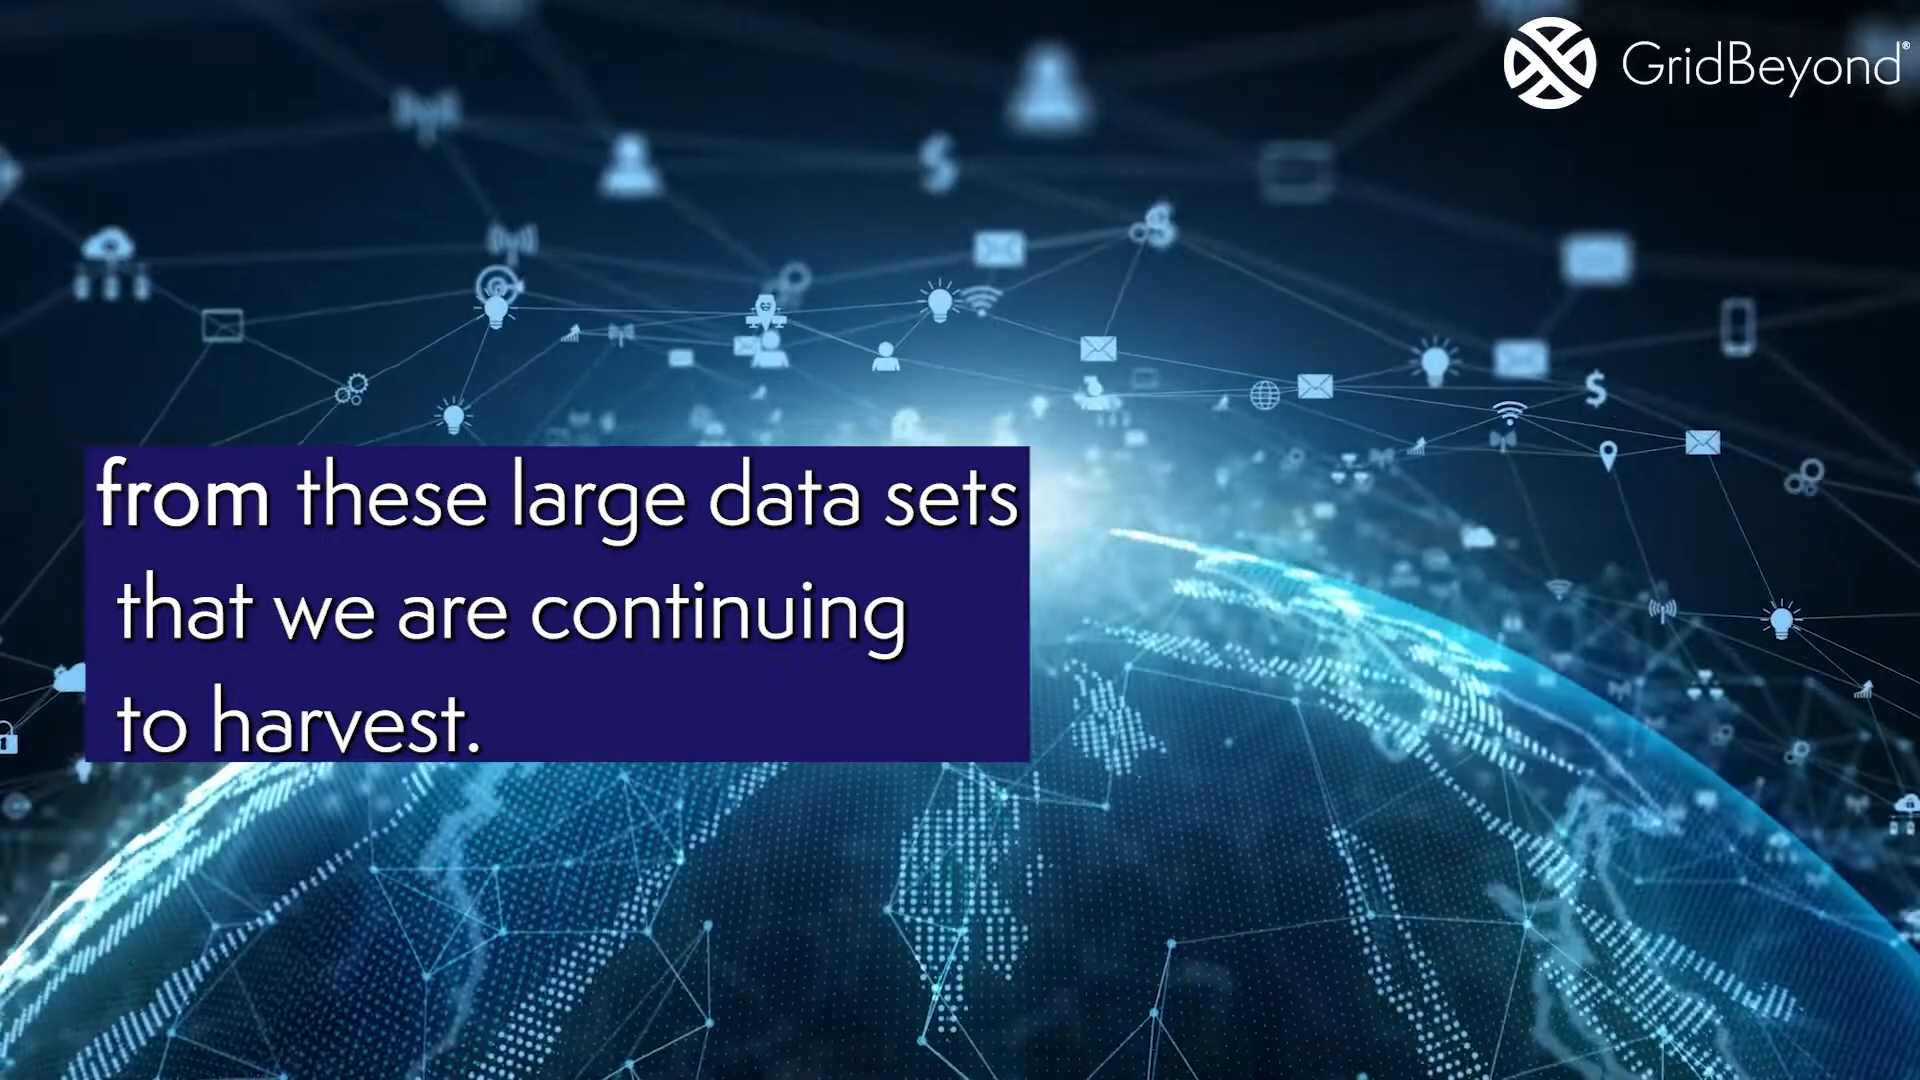 GridBeyond®
from these large data sets
that we are continuing
to harvest.